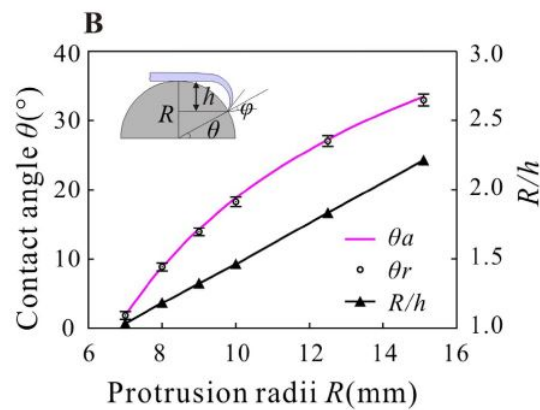 B
Contact angle θ(°)
40
30
20
10
0
3.0
2.5
2.0
1.5
1.0
R/h
R
h
φ
θ
θa
θr
R/h
6
8
10
12
14
16
Protrusion radii R(mm)